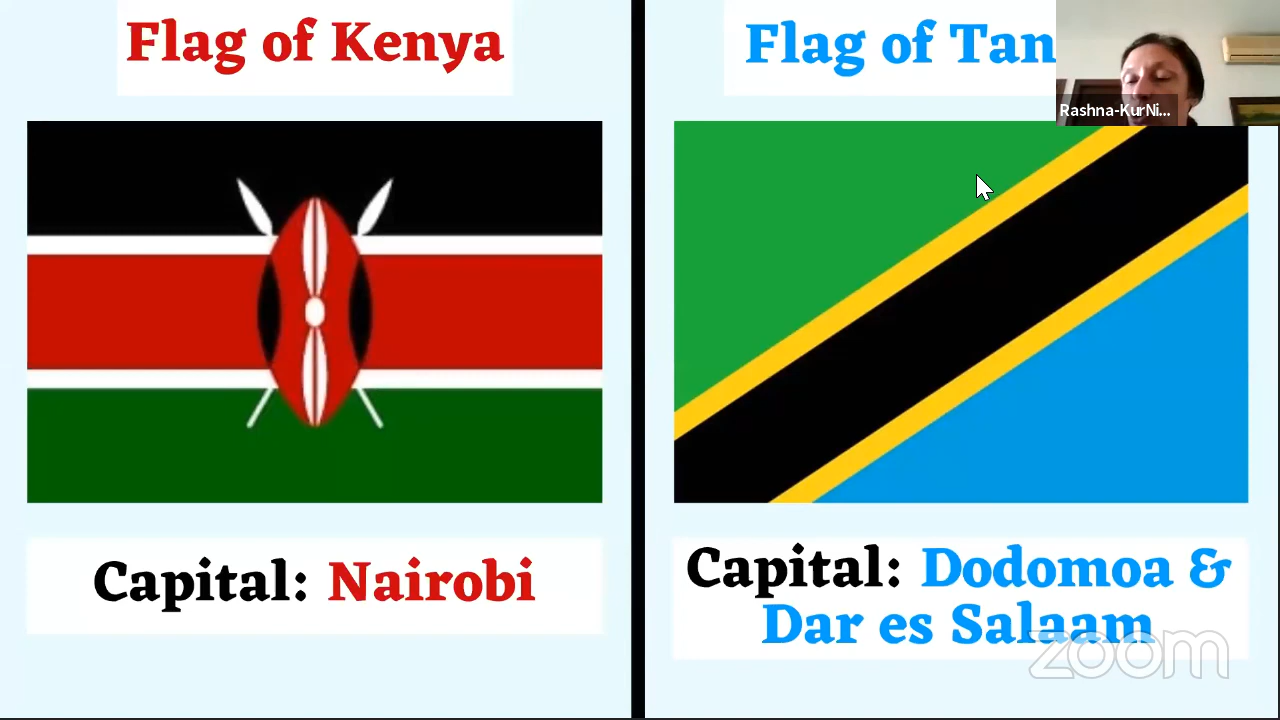 Flag of Kenya
Flag of Tan
Rashna-KurNi...
Capital: Nairobi
Capital: Dodomoa &
Dar es Salaam
zoom